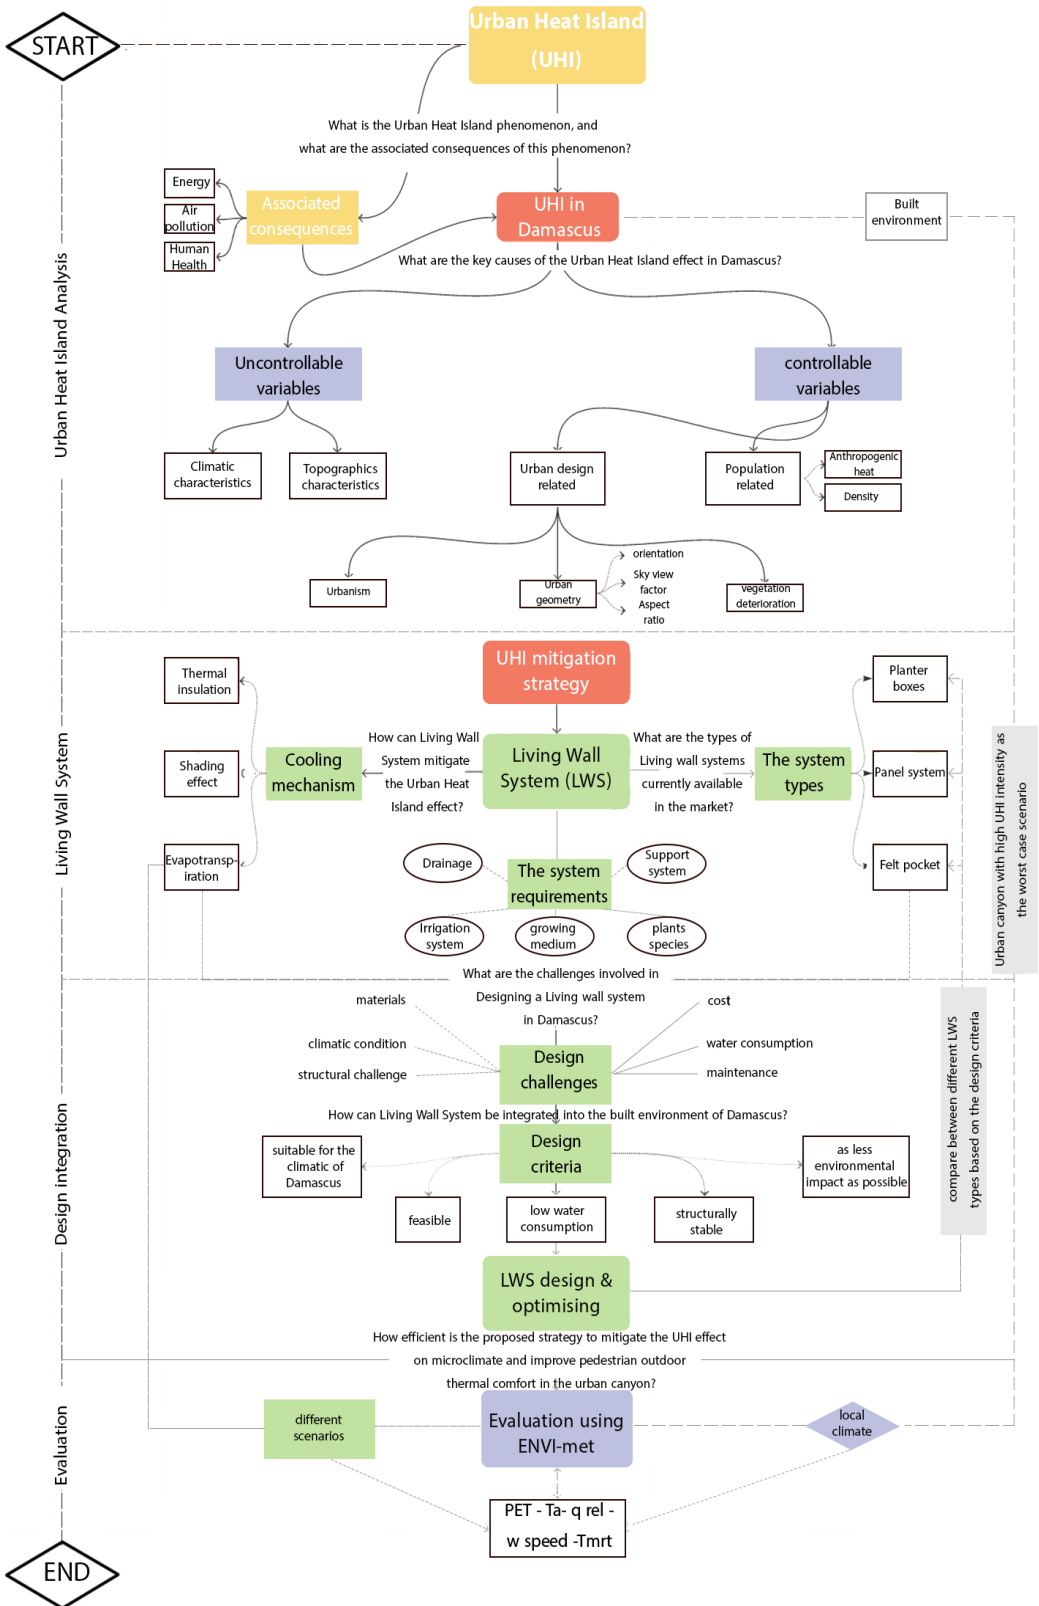 START
Urban Heat Island
(UHI)
What is the Urban Heat Island phenomenon, and
what are the associated consequences of this phenomenon?
Energy
Air
pollution
Human
Health
Associated
consequences
UHI in
Damascus
Built
environment
What are the key causes of the Urban Heat Island effect in Damascus?
Urban Heat Island Analysis
Uncontrollable
variables
controllable
variables
Climatic
characteristics
Topographics
characteristics
Urban design
related
Population
related
Anthropogenic
heat
Density
Urbanism
Urban
geometry
orientation
Sky view
factor
Aspect
ratio
vegetation
deterioration
UHI mitigation
strategy
Living Wall System
Thermal
insulation
Shading
effect
Evapotransp-
iration
Cooling
mechanism
How can Living Wall
System mitigate
the Urban Heat
Island effect?
Living Wall
System (LWS)
What are the types of
Living wall systems
currently available
in the market?
The system
types
Planter
boxes
Panel system
Felt pocket
Urban canyon with high UHI intensity as
the worst case scenario
Drainage
The system
requirements
Support
system
Irrigation
system
growing
medium
plants
species
What are the challenges involved in
Designing a Living wall system
in Damascus?
materials
climatic condition
structural challenge
Design
challenges
cost
water consumption
maintenance
compare between different LWS
types based on the design criteria
Design integration
How can Living Wall System be integrated into the built environment of Damascus?
Design
criteria
suitable for the
climatic of
Damascus
feasible
low water
consumption
structurally
stable
as less
environmental
impact as possible
LWS design &
optimising
How efficient is the proposed strategy to mitigate the UHI effect
on microclimate and improve pedestrian outdoor
thermal comfort in the urban canyon?
Evaluation
different
scenarios
Evaluation using
ENVI-met
local
climate
PET - Ta- q rel -
w speed -Tmrt
END